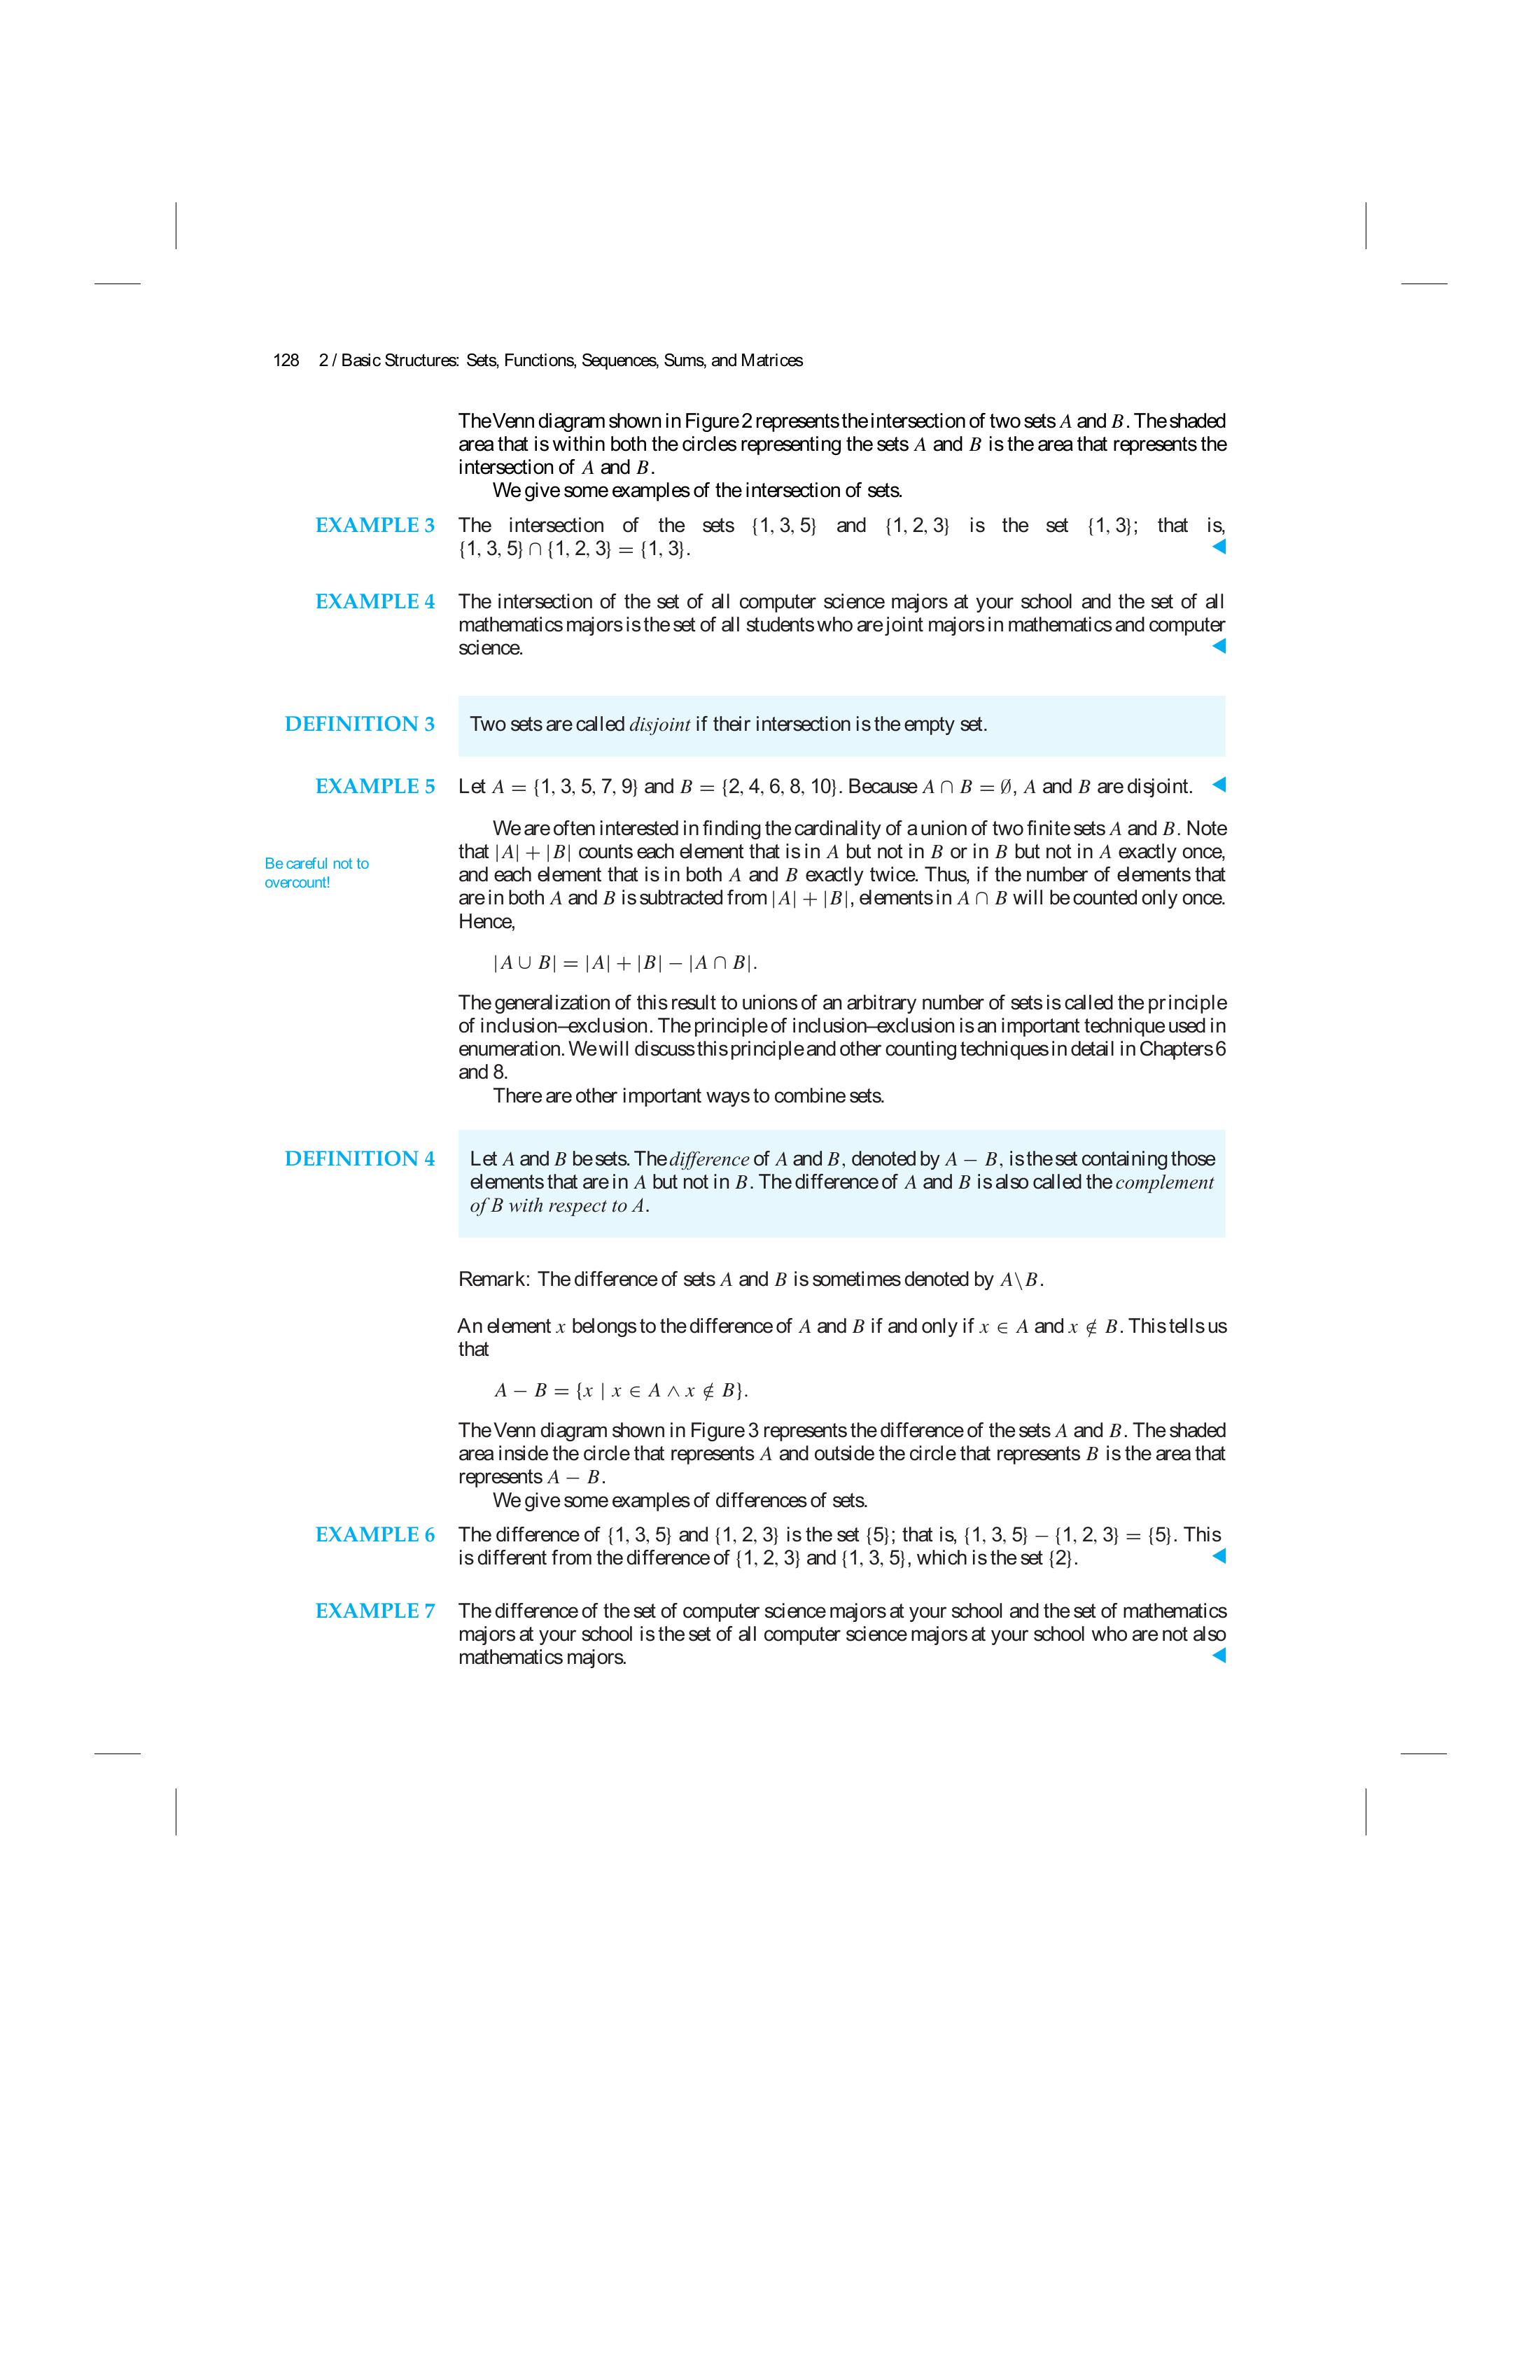 128 2 / Basic Structures: Sets, Functions, Sequences, Sums, and Matrices
The Venn diagram shown in Figure 2 represents the intersection of two sets A and B. The shaded
area that is within both the circles representing the sets A and B is the area that represents the
intersection of A and B.
We give some examples of the intersection of sets.
EXAMPLE 3 The intersection of the sets {1, 3, 5} and {1, 2, 3} is the set {1, 3}; that is,
{1, 3, 5} ∩ {1, 2, 3} = {1, 3}.
EXAMPLE 4 The intersection of the set of all computer science majors at your school and the set of all
mathematics majors is the set of all students who are joint majors in mathematics and computer
science.
DEFINITION 3 Two sets are called disjoint if their intersection is the empty set.
EXAMPLE 5 Let A = {1, 3, 5, 7, 9} and B = {2, 4, 6, 8, 10}. Because A ∩ B = ∅, A and B are disjoint.
We are often interested in finding the cardinality of a union of two finite sets A and B. Note
that |A| + |B| counts each element that is in A but not in B or in B but not in A exactly once,
Be careful not to
overcount!
and each element that is in both A and B exactly twice. Thus, if the number of elements that
are in both A and B is subtracted from |A| + |B|, elements in A ∩ B will be counted only once.
Hence,
|A ∪ B| = |A| + |B| − |A ∩ B|.
The generalization of this result to unions of an arbitrary number of sets is called the principle
of inclusion–exclusion. The principle of inclusion–exclusion is an important technique used in
enumeration. We will discuss this principle and other counting techniques in detail in Chapters 6
and 8.
There are other important ways to combine sets.
DEFINITION 4 Let A and B be sets. The difference of A and B, denoted by A − B, is the set containing those
elements that are in A but not in B. The difference of A and B is also called the complement
of B with respect to A.
Remark: The difference of sets A and B is sometimes denoted by A\B.
An element x belongs to the difference of A and B if and only if x ∈ A and x ∉ B. This tells us
that
A − B = {x | x ∈ A ∧ x ∉ B}.
The Venn diagram shown in Figure 3 represents the difference of the sets A and B. The shaded
area inside the circle that represents A and outside the circle that represents B is the area that
represents A − B.
We give some examples of differences of sets.
EXAMPLE 6 The difference of {1, 3, 5} and {1, 2, 3} is the set {5}; that is, {1, 3, 5} − {1, 2, 3} = {5}. This
is different from the difference of {1, 2, 3} and {1, 3, 5}, which is the set {2}.
EXAMPLE 7 The difference of the set of computer science majors at your school and the set of mathematics
majors at your school is the set of all computer science majors at your school who are not also
mathematics majors.